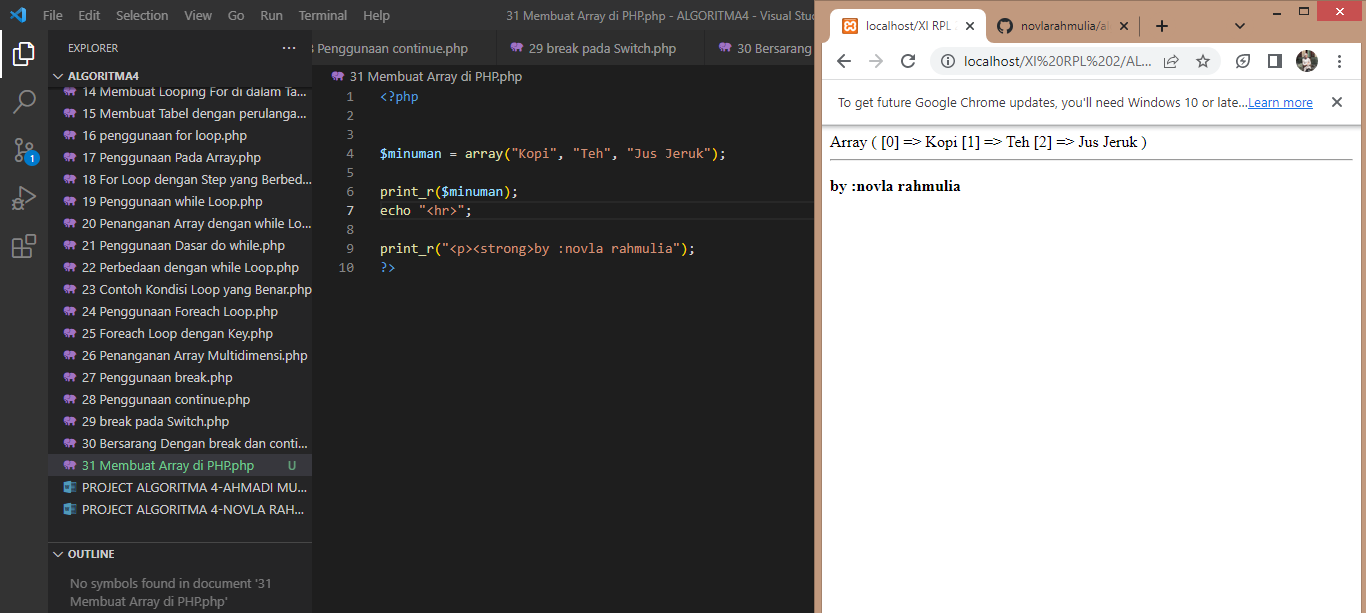 File Edit Selection View Go Run Terminal Help
31 Membuat Array di PHP.php - ALGORITMA4 - Visual Stu
EXPLORER
ALGORITMA4
14 Membuat Looping For di dalam Ta...
15 Membuat Tabel dengan perulanga...
16 penggunaan for loop.php
17 Penggunaan Pada Array.php
18 For Loop dengan Step yang Berbed...
19 Penggunaan while Loop.php
20 Penanganan Array dengan while Lo...
21 Penggunaan Dasar do while.php
22 Perbedaan dengan while Loop.php
23 Contoh Kondisi Loop yang Benar.php
24 Penggunaan Foreach Loop.php
25 Foreach Loop dengan Key.php
26 Penanganan Array Multidimensi.php
27 Penggunaan break.php
28 Penggunaan continue.php
29 break pada Switch.php
30 Bersarang Dengan break dan conti...
31 Membuat Array di PHP.php U
PROJECT ALGORITMA 4-AHMADI MU...
PROJECT ALGORITMA 4-NOVLA RAH...
OUTLINE
No symbols found in document '31
Membuat Array di PHP.php'
1
Penggunaan continue.php
29 break pada Switch.php
30 Bersarang
31 Membuat Array di PHP.php
1 <?php
2
3
4 $minuman = array("Kopi", "Teh", "Jus Jeruk");
5
6 print_r($minuman);
7 echo "<hr>";
8
9 print_r("<p><strong>by :novla rahmulia");
10 ?>
localhost/XI RPL
novlarahmulia/al
localhost/XI%20RPL%202/AL...
To get future Google Chrome updates, you'll need Windows 10 or late...Learn more
Array ( [0] => Kopi [1] => Teh [2] => Jus Jeruk )
by :novla rahmulia